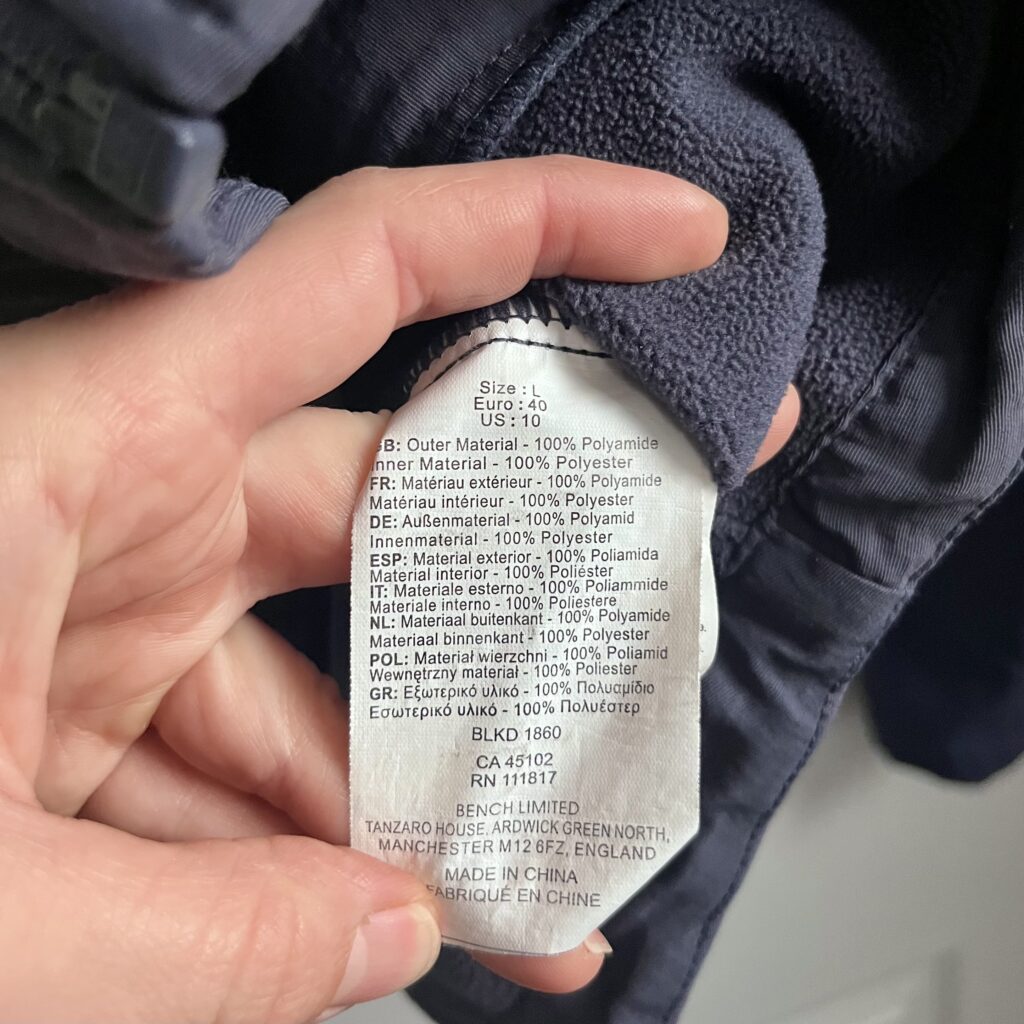 Size : L
Euro : 40
US : 10
GB: Outer Material - 100% Polyamide
Inner Material - 100% Polyester
FR: Matériau extérieur - 100% Polyamide
Matériau intérieur - 100% Polyester
DE: Außenmaterial - 100% Polyamid
Innenmaterial - 100% Polyester
ESP: Material exterior - 100% Poliamida
Material interior - 100% Poliéster
IT: Materiale esterno - 100% Poliammide
Materiale interno - 100% Poliestere
NL: Materiaal buitenkant - 100% Polyamide
Materiaal binnenkant - 100% Polyester
POL: Materiał wierzchni - 100% Poliamid
Wewnętrzny materiał - 100% Poliester
GR: Εξωτερικό υλικό - 100% Πολυαμίδιο
Εσωτερικό υλικό - 100% Πολυέστερ
BLKD 1860
CA 45102
RN 111817
BENCH LIMITED
TANZARO HOUSE, ARDWICK GREEN NORTH,
MANCHESTER M12 6FZ, ENGLAND
MADE IN CHINA
FABRIQUÉ EN CHINE